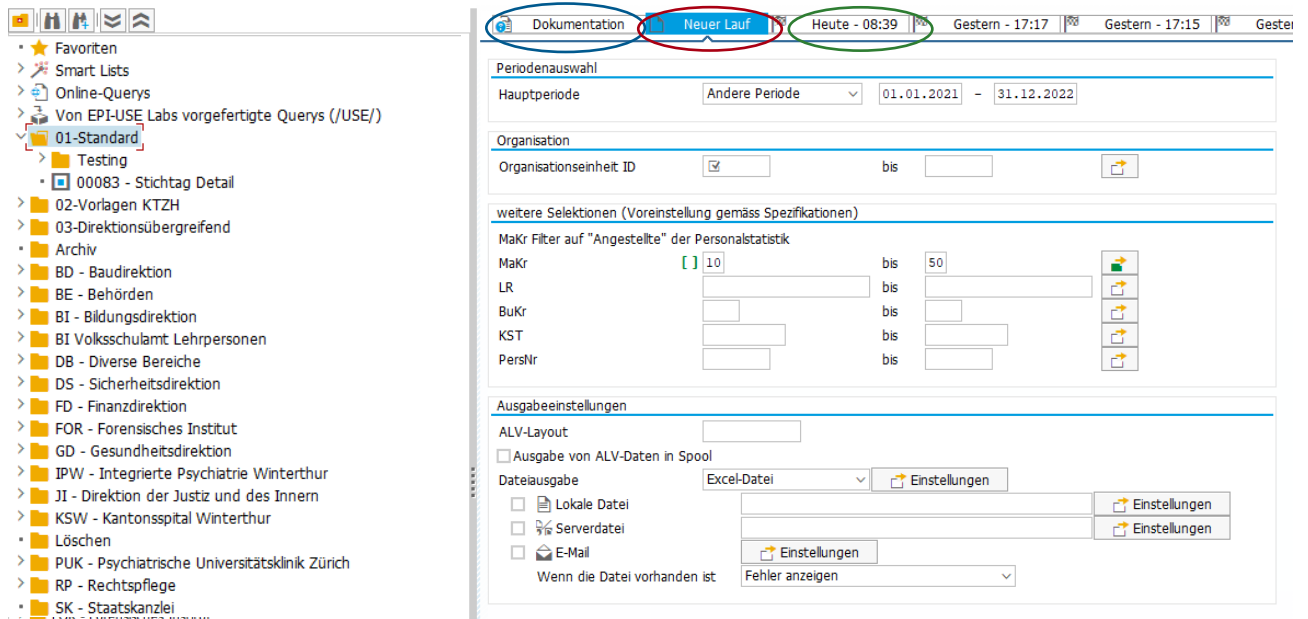 Favoriten
Smart Lists
Online-Querys
Von EPI-USE Labs vorgefertigte Querys (/USE/)
01-Standard
Testing
00083 - Stichtag Detail
02-Vorlagen KTZH
03-Direktionsübergreifend
Archiv
BD - Baudirektion
BE - Behörden
BI - Bildungsdirektion
BI Volksschulamt Lehrpersonen
DB - Diverse Bereiche
DS - Sicherheitsdirektion
FD - Finanzdirektion
FOR - Forensisches Institut
GD - Gesundheitsdirektion
IPW - Integrierte Psychiatrie Winterthur
JI - Direktion der Justiz und des Innern
KSW - Kantonsspital Winterthur
Löschen
PUK - Psychiatrische Universitätsklinik Zürich
RP - Rechtspflege
SK - Staatskanzlei
Dokumentation Neuer Lauf Heute - 08:39 Gestern - 17:17 Gestern - 17:15 Gester
Periodenauswahl
Hauptperiode Andere Periode 01.01.2021 - 31.12.2022
Organisation
Organisationseinheit ID bis
weitere Selektionen (Voreinstellung gemäss Spezifikationen)
MaKr Filter auf "Angestellte" der Personalstatistik
MaKr [] 10 bis 50
LR bis
BuKr bis
KST bis
PersNr bis
Ausgabeeinstellungen
ALV-Layout
Ausgabe von ALV-Daten in Spool
Dateiausgabe Excel-Datei Einstellungen
Lokale Datei Einstellungen
Serverdatei Einstellungen
E-Mail Einstellungen
Wenn die Datei vorhanden ist Fehler anzeigen